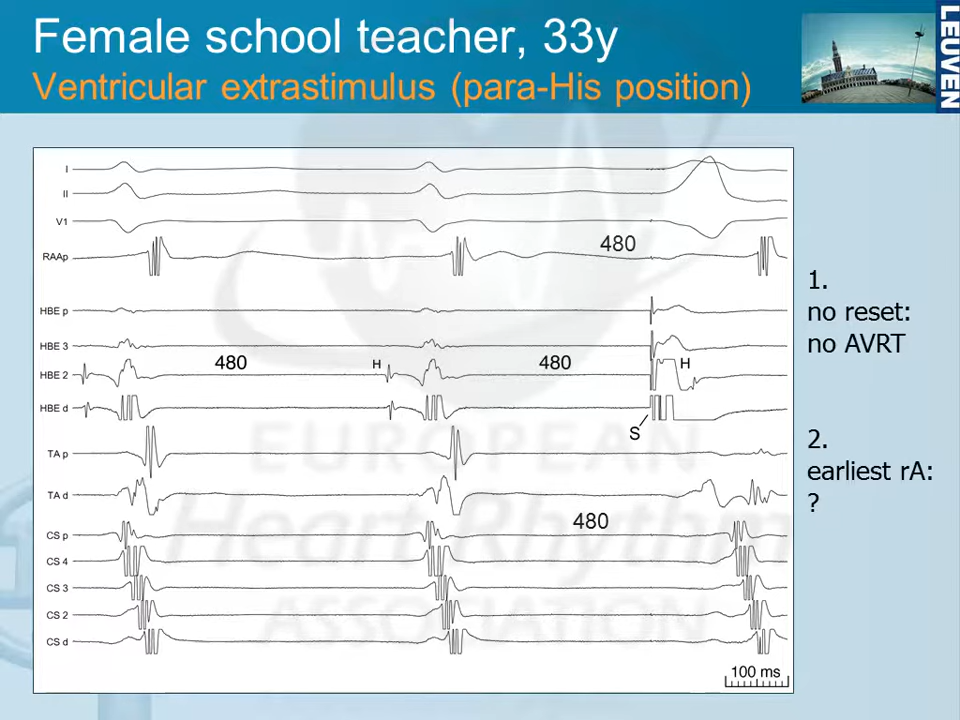 Female school teacher, 33y
Ventricular extrastimulus (para-His position)
LEUVEN
I
II
V1
RAAp
480
HBE p
HBE 3
480
H
480
HBE 2
H
HBE d
S
TA p
TA d
480
CS p
CS 4
CS 3
CS 2
CS d
100 ms
1.
no reset:
no AVRT
2.
earliest rA:
?
EUROPEAN
Heart Rhythm
ASSOCIATION